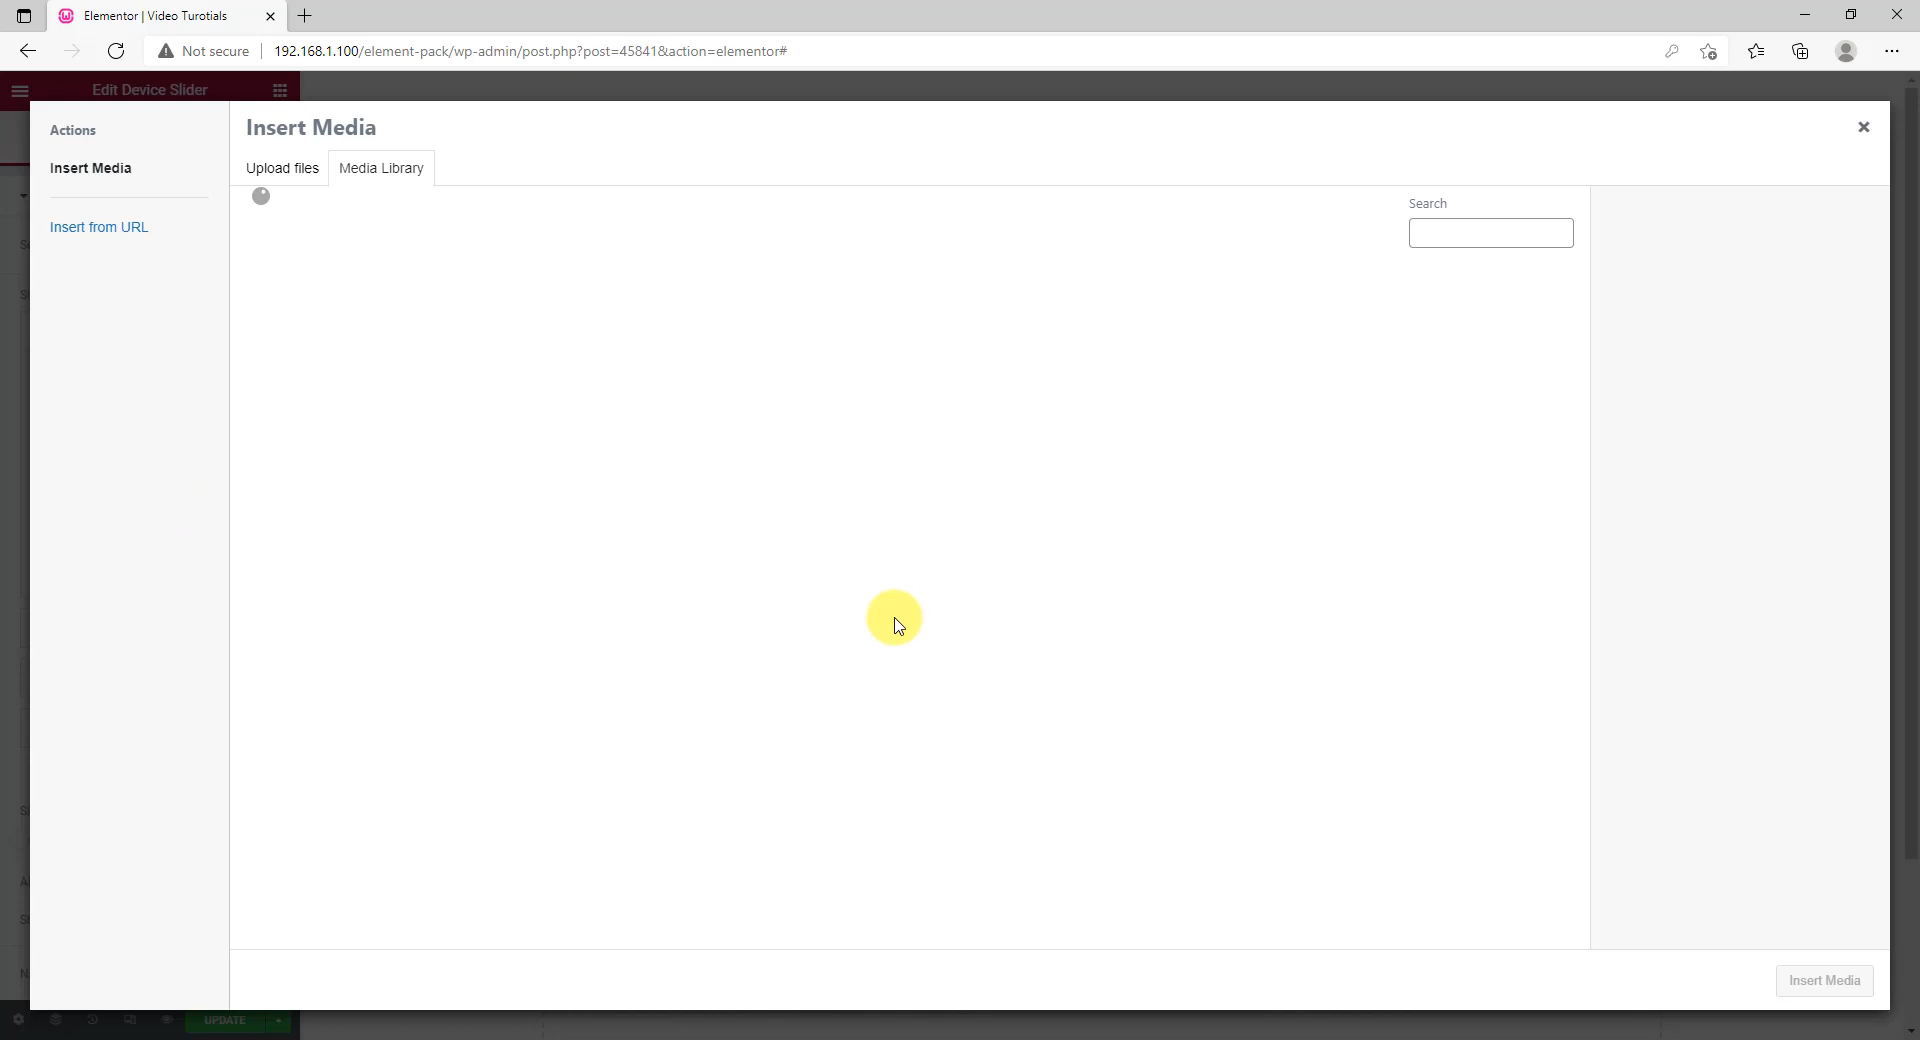 Elementor | Video Turotials
Not secure
192.168.1.100/element-pack/wp-admin/post.php?post=45841&action=elementor#
Edit Device Slider
Actions
Insert Media
Insert from URL
Insert Media
Upload files
Media Library
Search
Insert Media
UPDATE